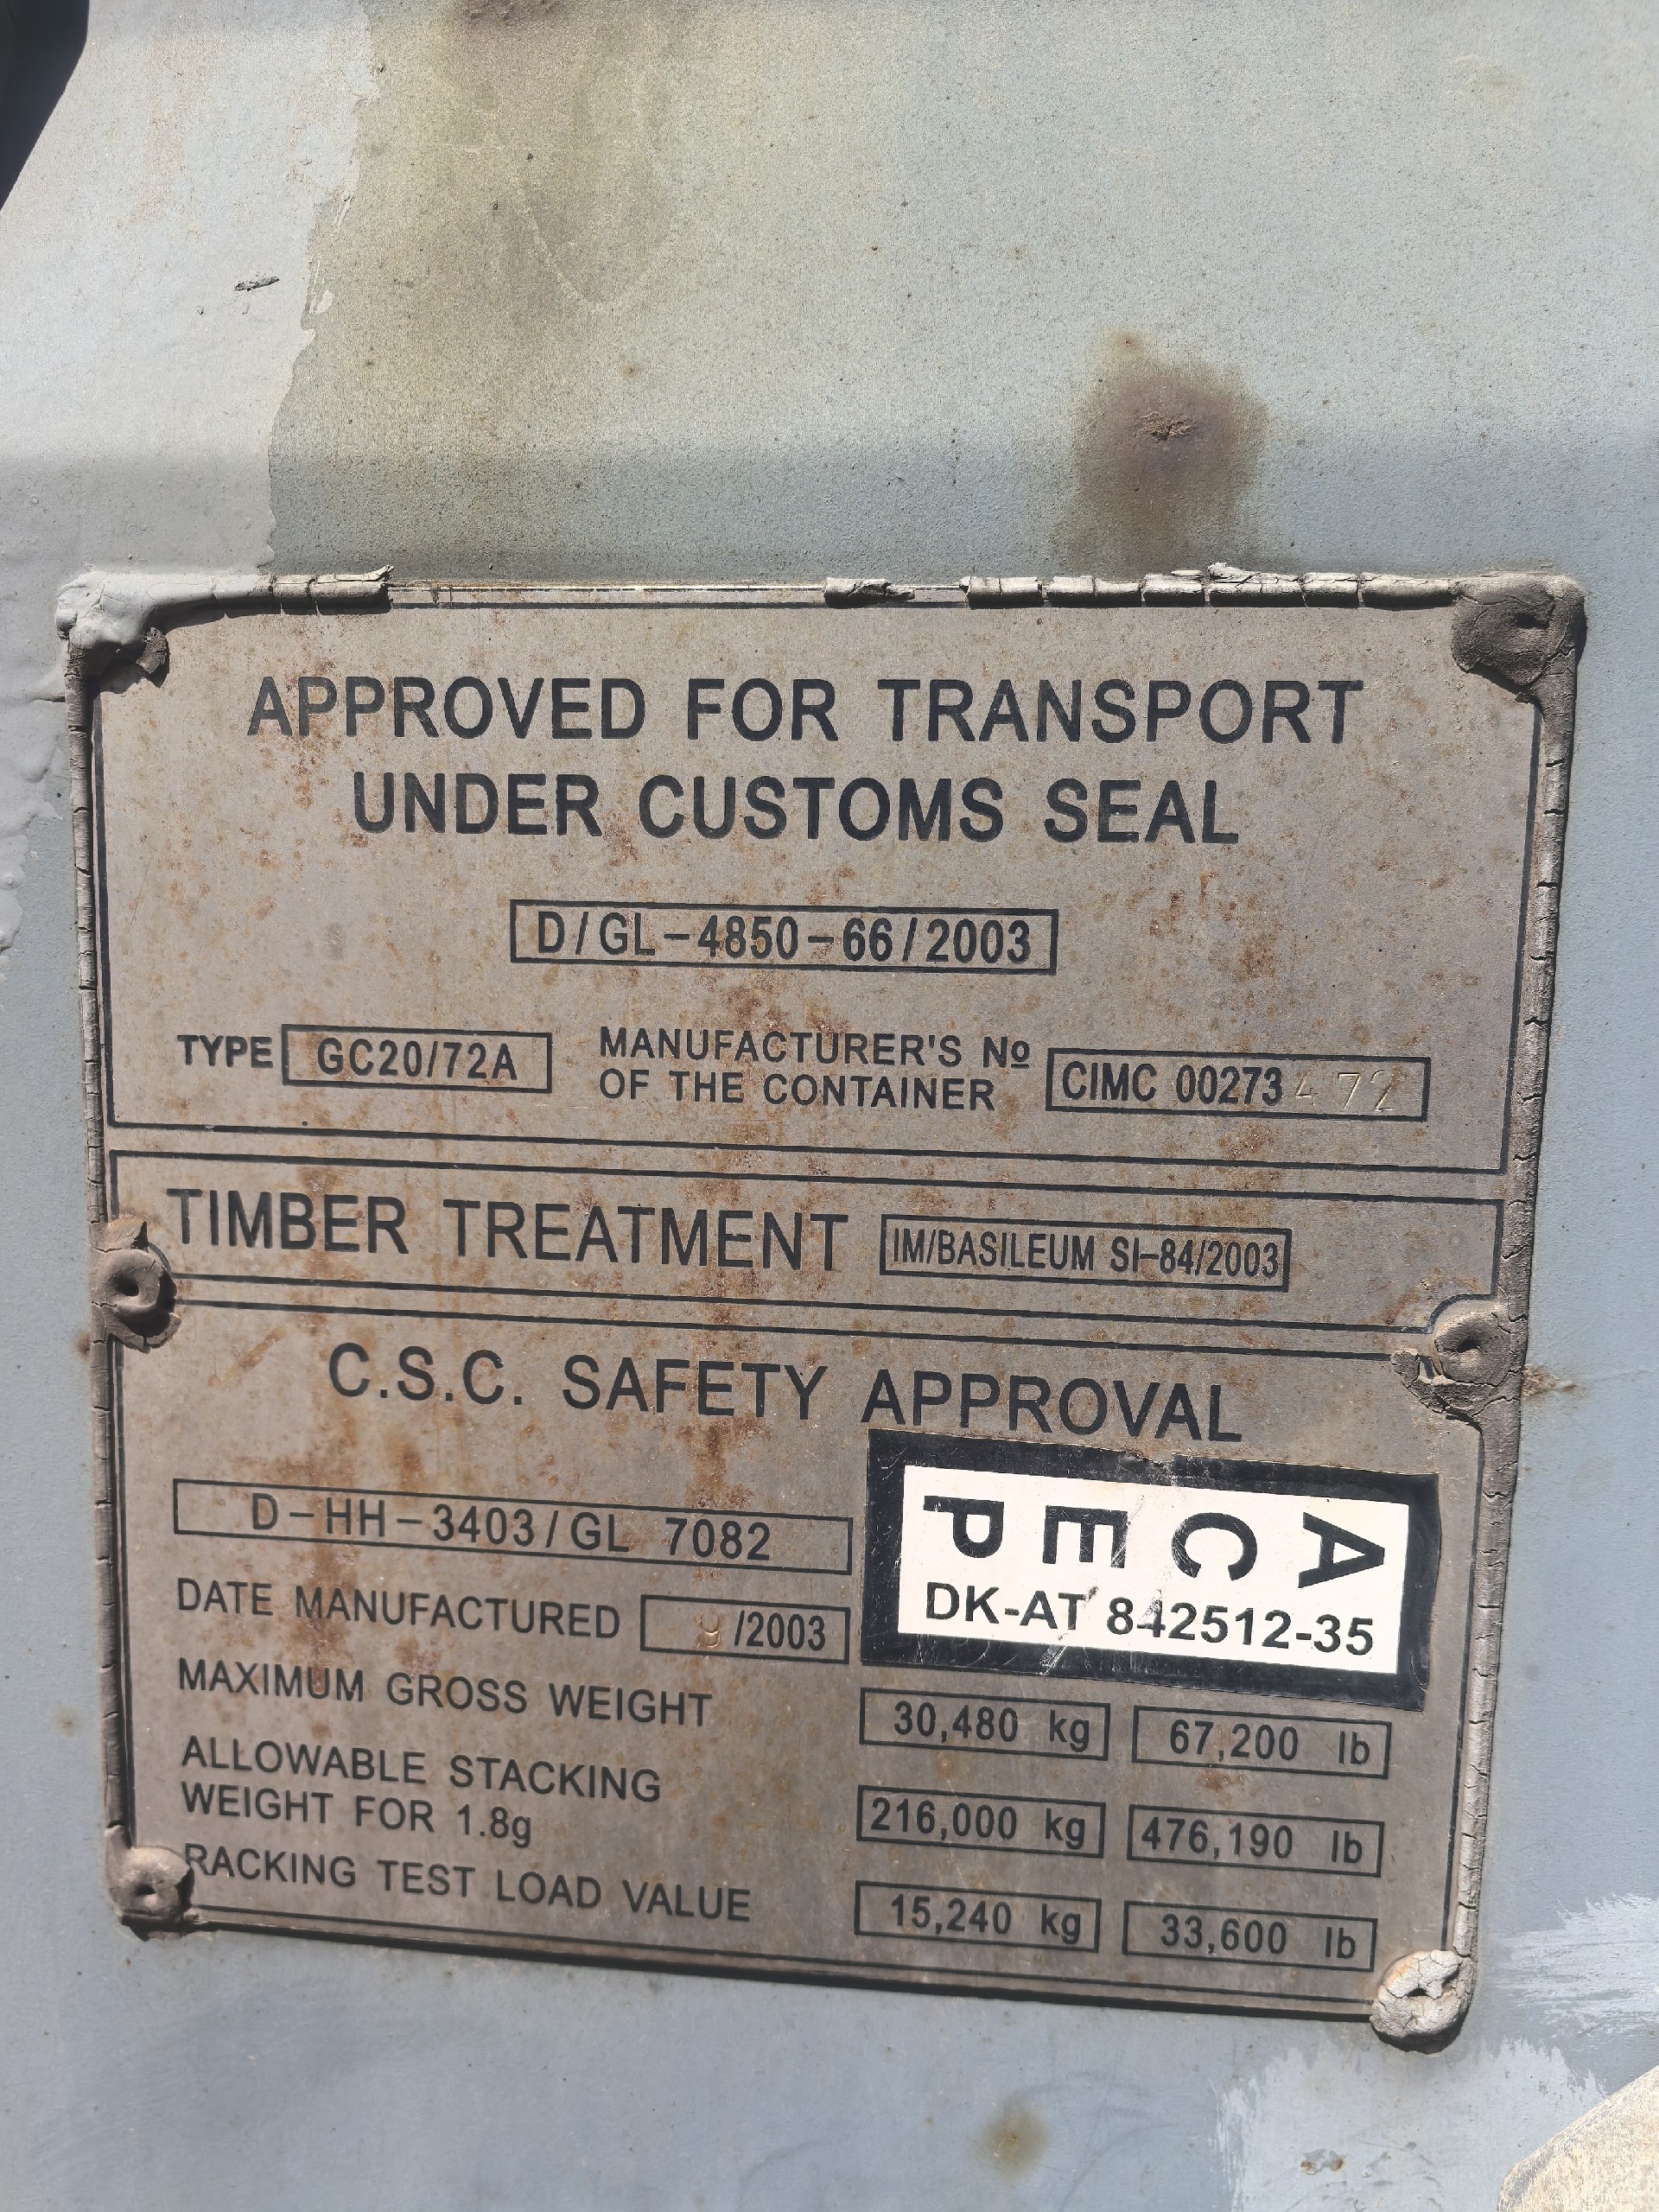 APPROVED FOR TRANSPORT
UNDER CUSTOMS SEAL
D/GL-4850-66/2003
TYPE GC20/72A MANUFACTURER'S Nº
OF THE CONTAINER CIMC 00273472
TIMBER TREATMENT IM/BASILEUM SI-84/2003
C.S.C. SAFETY APPROVAL
D-HH-3403/GL 7082
ACEP
DK-AT 842512-35
DATE MANUFACTURED /2003
MAXIMUM GROSS WEIGHT 30,480 kg 67,200 lb
ALLOWABLE STACKING
WEIGHT FOR 1.8g 216,000 kg 476,190 lb
RACKING TEST LOAD VALUE 15,240 kg 33,600 lb